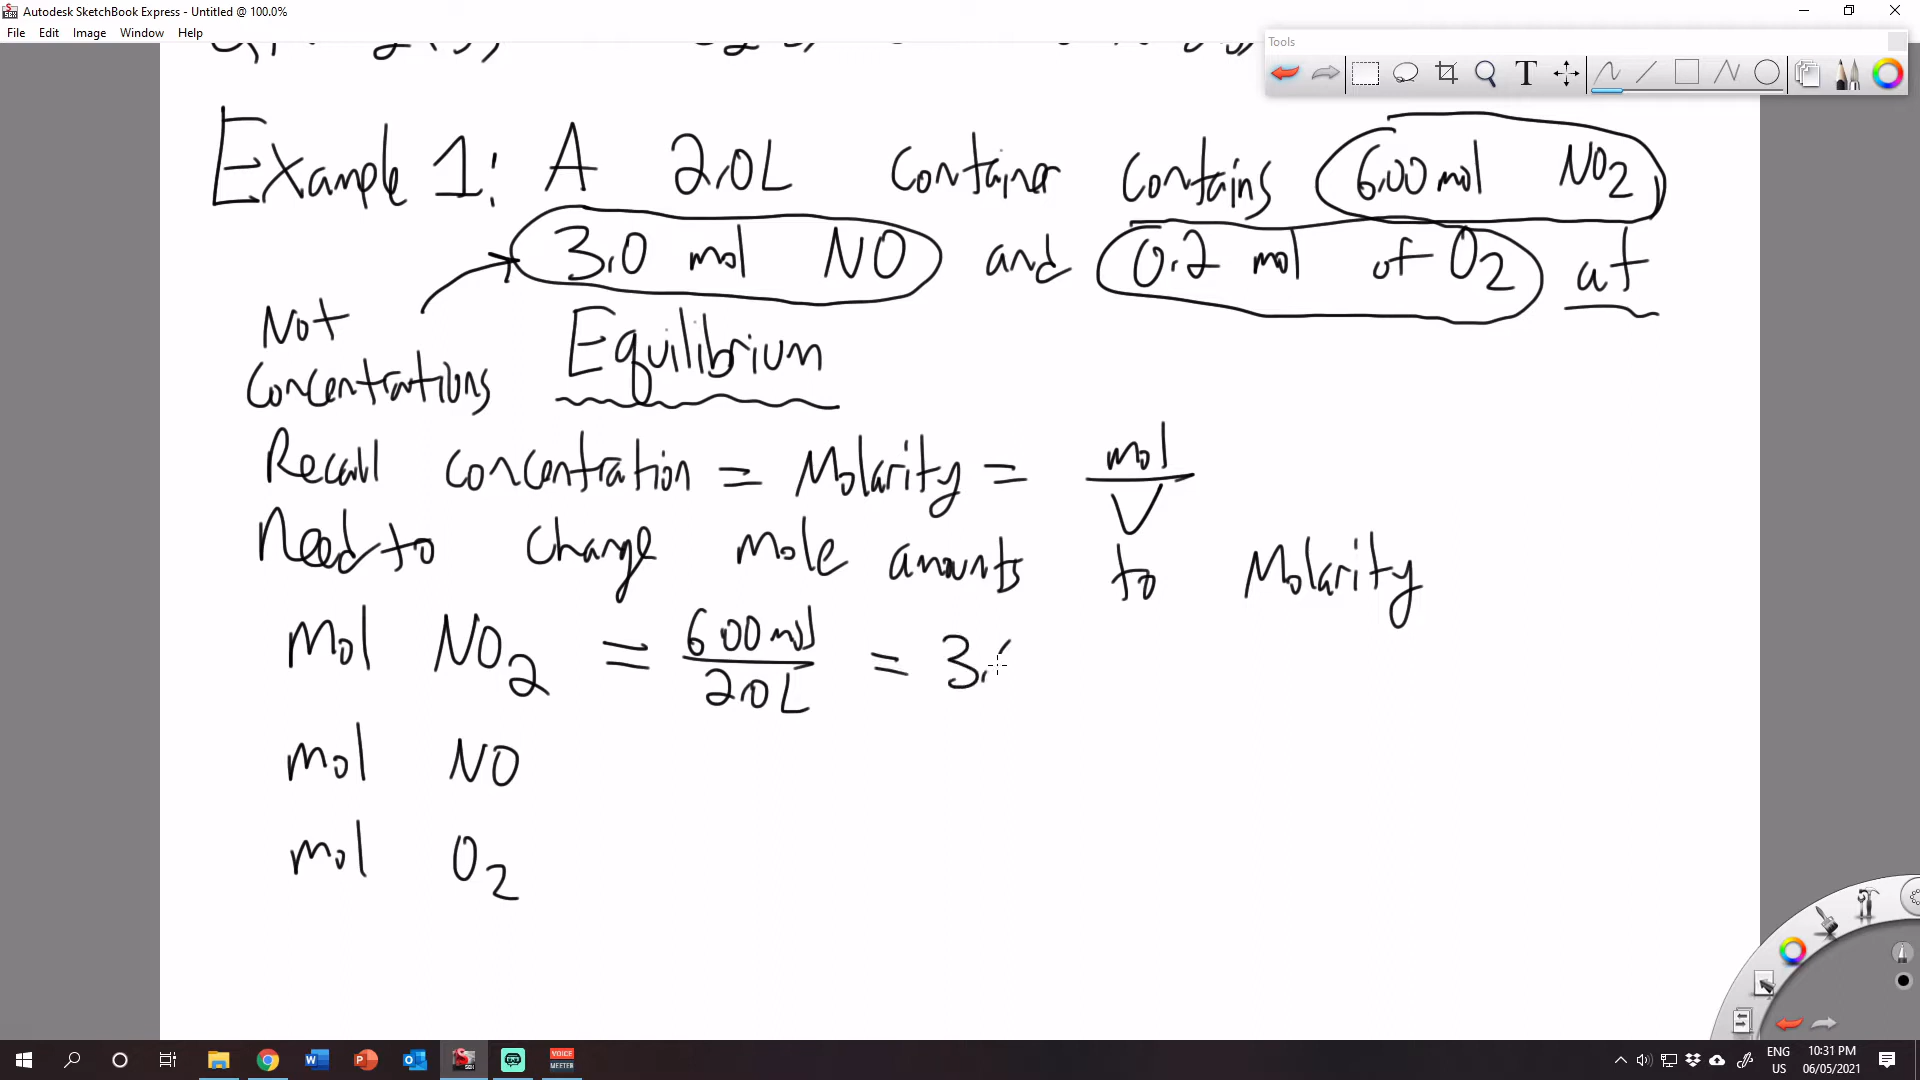 Autodesk SketchBook Express - Untitled @ 100.0%
File Edit Image Window Help
Tools
Example 1: A 2.0L container contains 6.00 mol NO2
3.0 mol NO and 0.2 mol of O2 at
Not
concentrations
Equilibrium
Recall concentration = Molarity = mol/V
Need to change mole amounts to Molarity
mol NO2 = 6.00 mol/2.0L = 3.
mol NO
mol O2
VOICE
MEETER
ENG
US
10:31 PM
06/05/2021